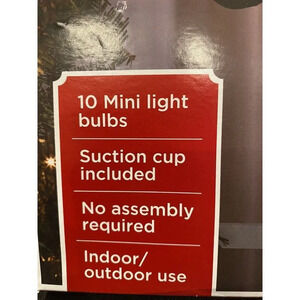 10 Mini light
bulbs
Suction cup
included
No assembly
required
Indoor/
outdoor use